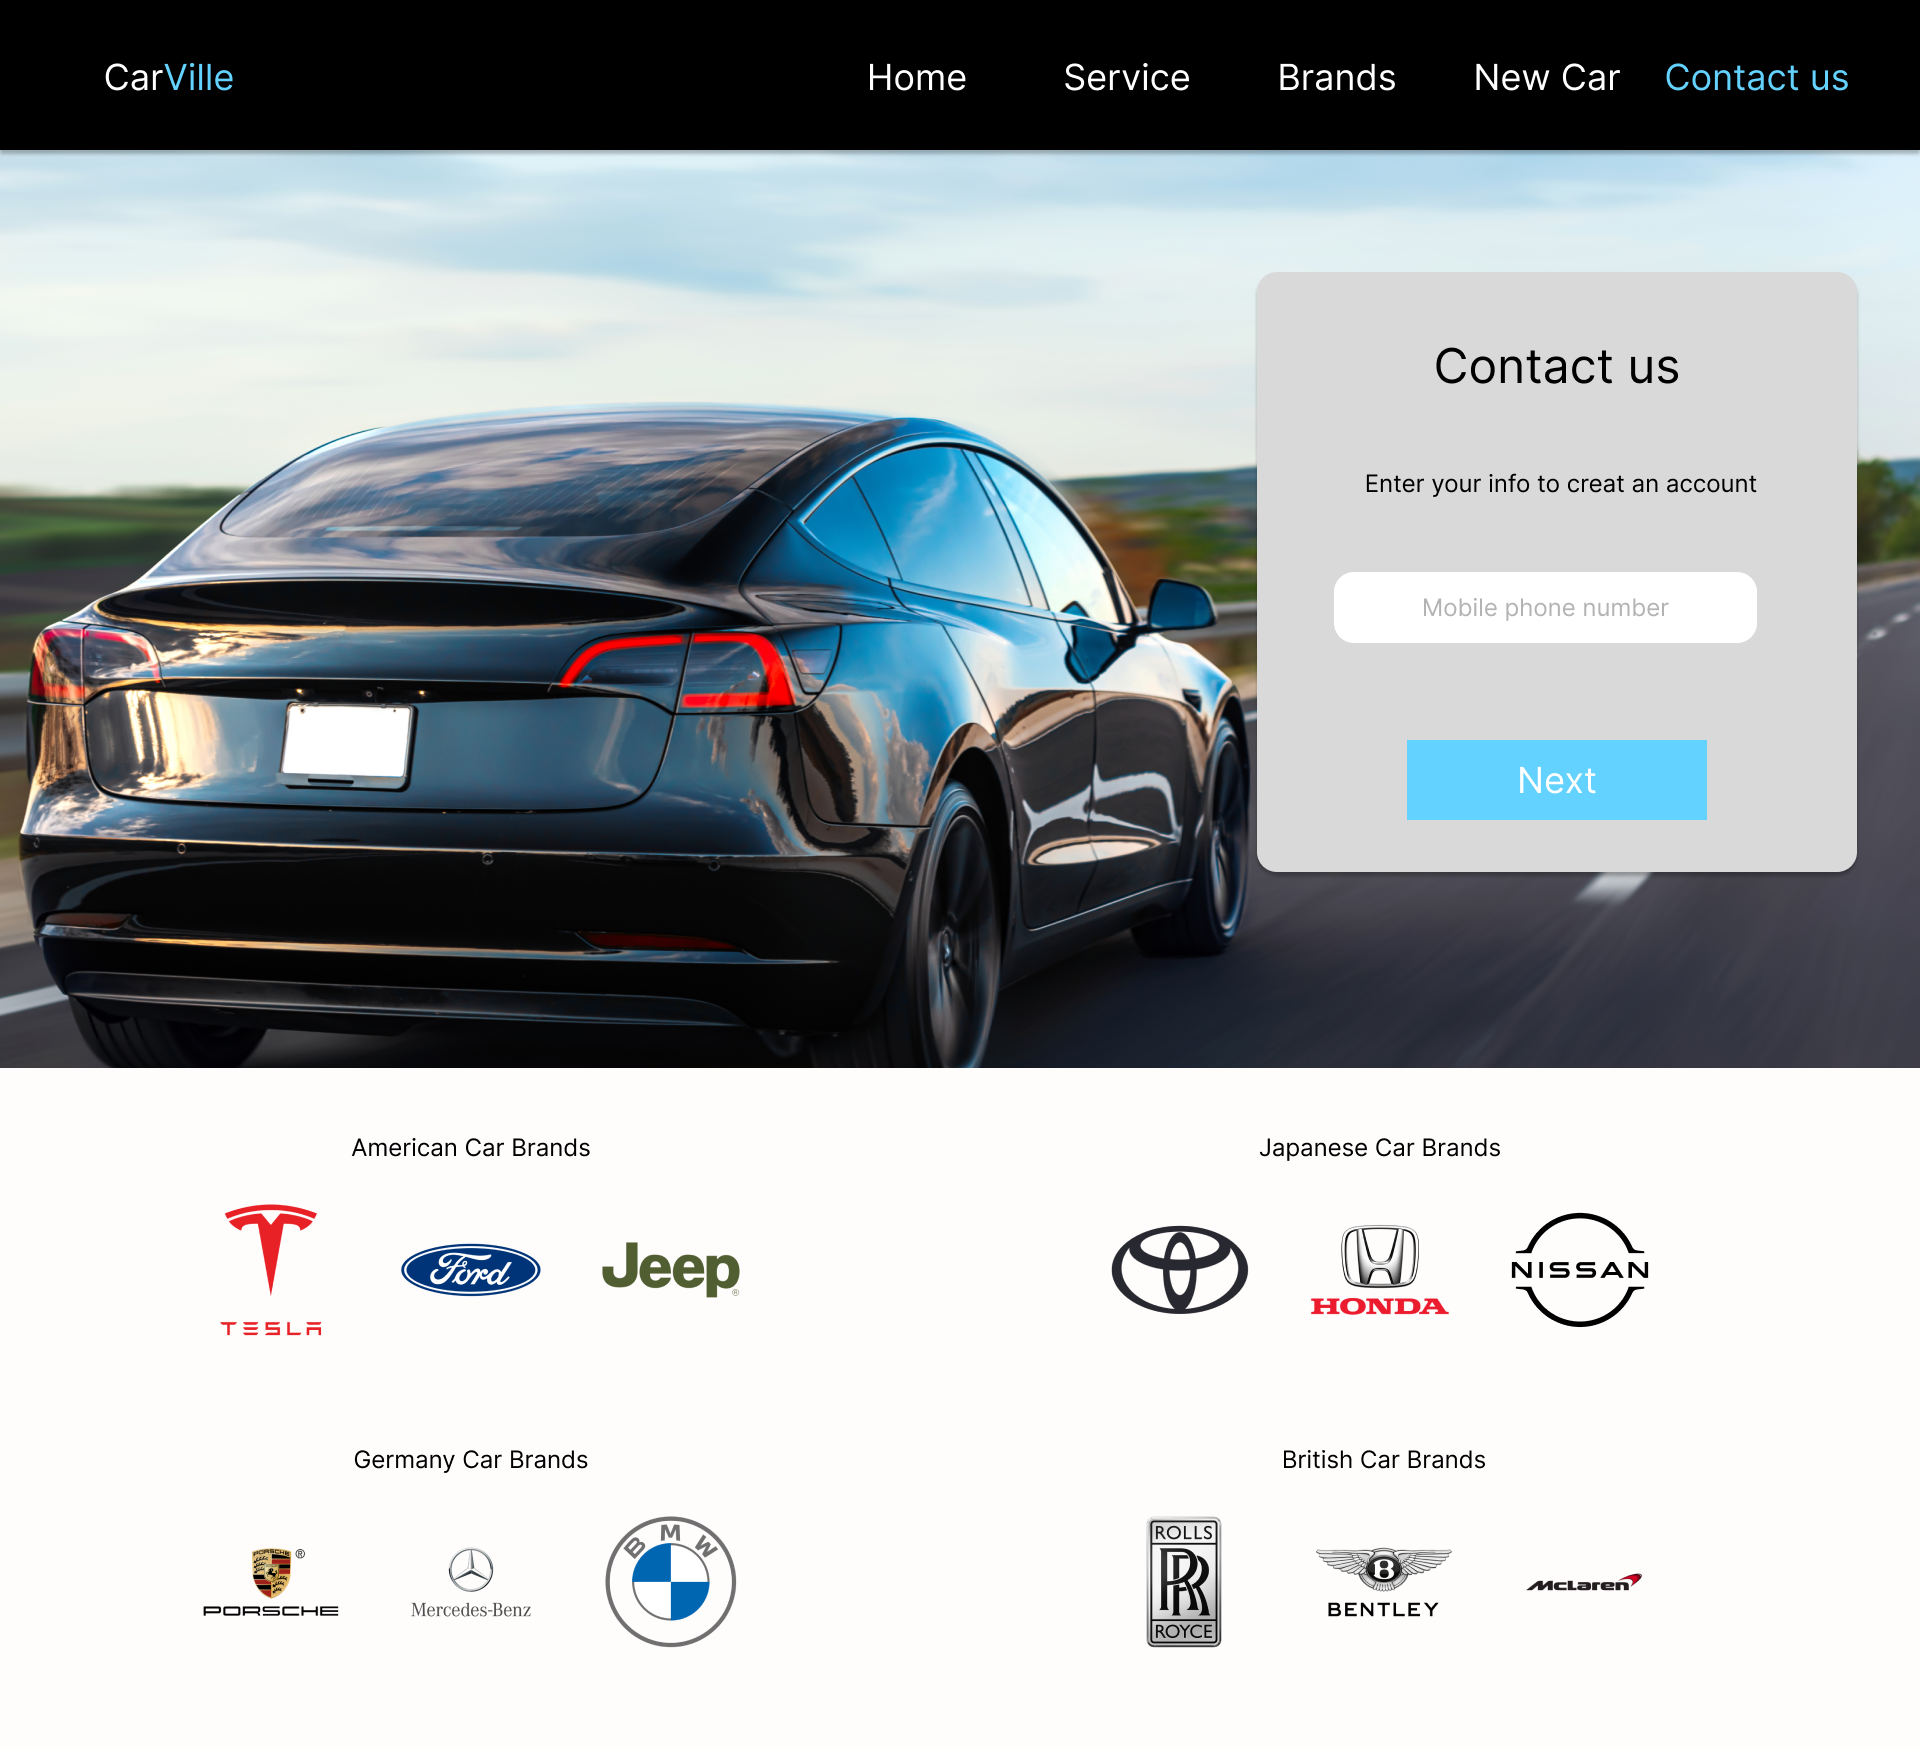 CarVille
Home
Service
Brands
New Car
Contact us
Contact us
Enter your info to creat an account
Mobile phone number
Next
American Car Brands
Japanese Car Brands
TESLA
Ford
Jeep®
HONDA
NISSAN
Germany Car Brands
British Car Brands
PORSCHE ®
PORSCHE
Mercedes-Benz
BMW
ROLLS
RR
ROYCE
B
BENTLEY
McLaren